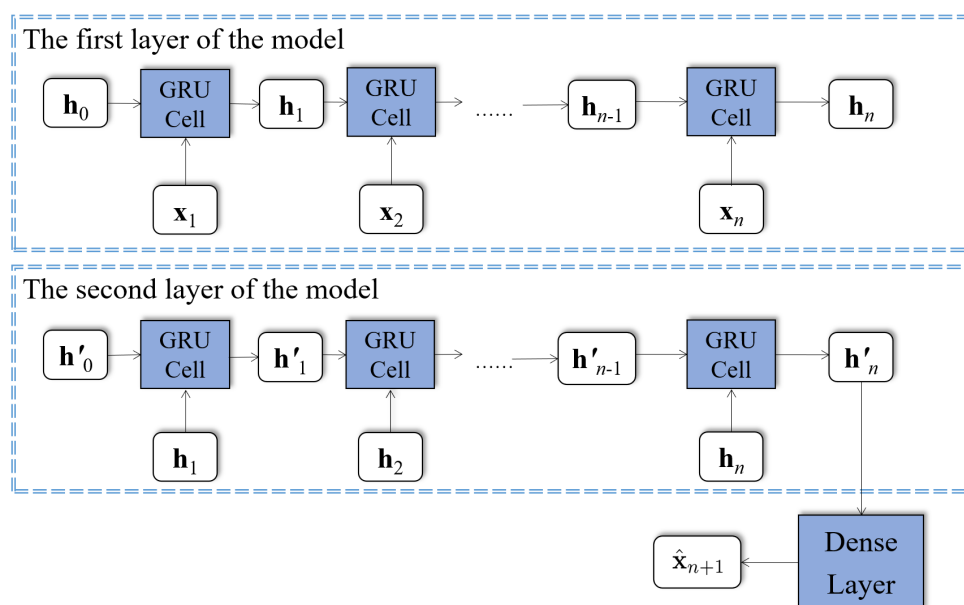 The first layer of the model
h₀ GRU Cell h₁ GRU Cell ...... hₙ₋₁ GRU Cell hₙ
x₁ x₂ xₙ
The second layer of the model
h′₀ GRU Cell h′₁ GRU Cell ...... h′ₙ₋₁ GRU Cell h′ₙ
h₁ h₂ hₙ
x̂ₙ₊₁ Dense
Layer